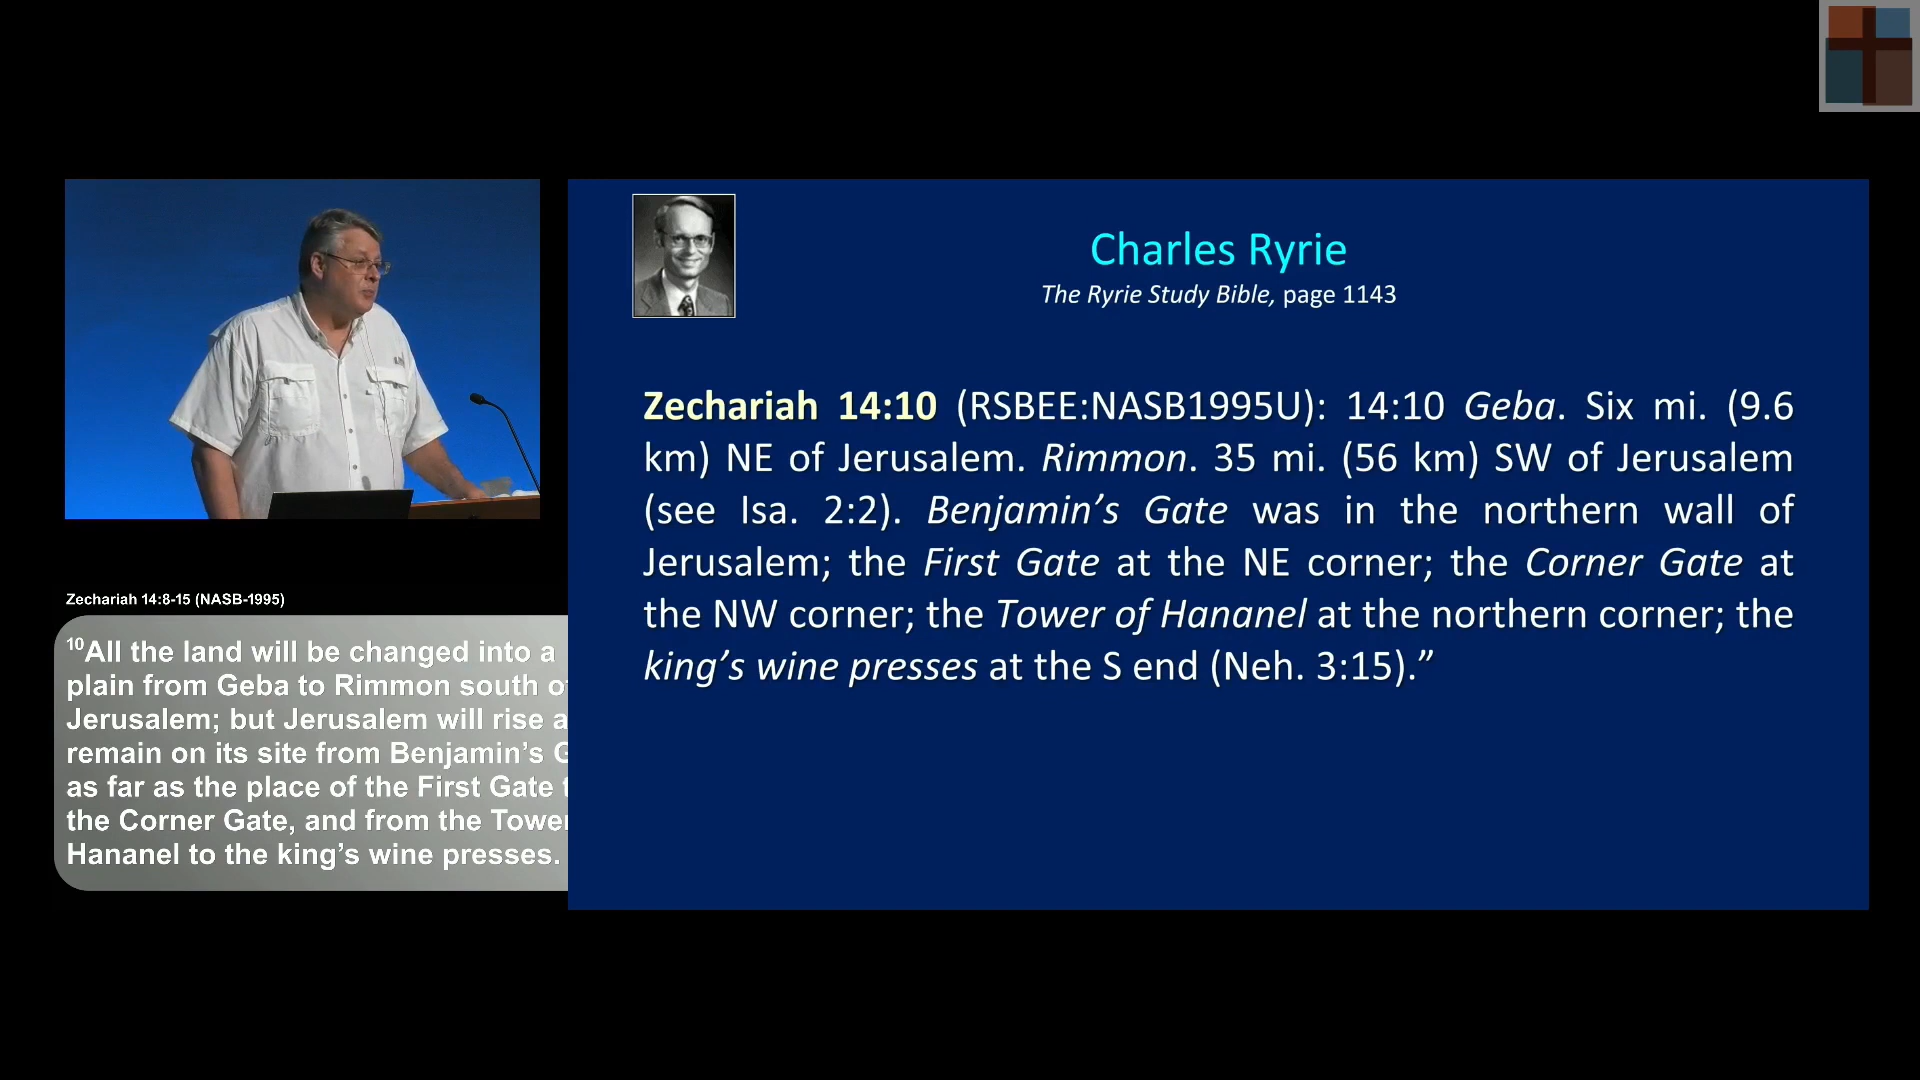 Charles Ryrie
The Ryrie Study Bible, page 1143
Zechariah 14:10 (RSBEE:NASB1995U): 14:10 Geba. Six mi. (9.6
km) NE of Jerusalem. Rimmon. 35 mi. (56 km) SW of Jerusalem
(see Isa. 2:2). Benjamin’s Gate was in the northern wall of
Jerusalem; the First Gate at the NE corner; the Corner Gate at
the NW corner; the Tower of Hananel at the northern corner; the
king’s wine presses at the S end (Neh. 3:15).”
Zechariah 14:8-15 (NASB-1995)
10All the land will be changed into a
plain from Geba to Rimmon south
Jerusalem; but Jerusalem will rise
remain on its site from Benjamin’s
as far as the place of the First Gate
the Corner Gate, and from the
Hananel to the king’s wine presses.